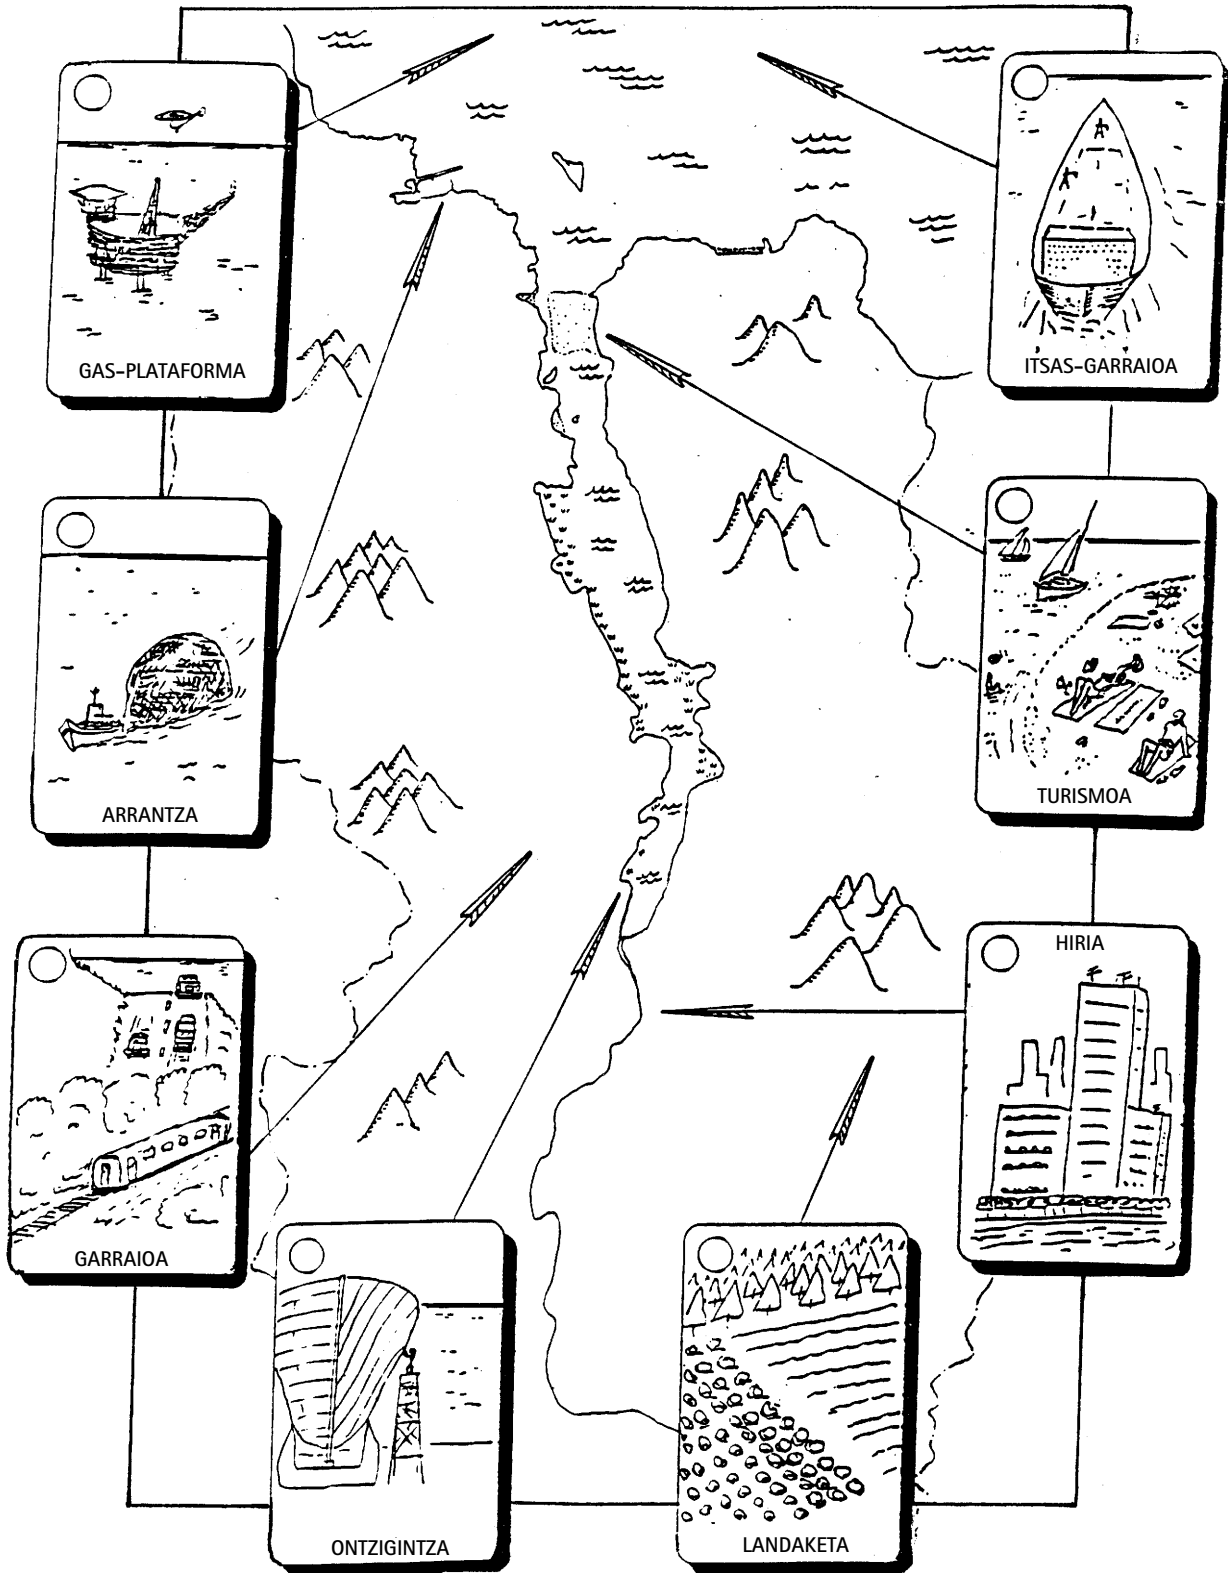 GAS-PLATAFORMA
ITSAS-GARRAIOA
ARRANTZA
TURISMOA
HIRIA
GARRAIOA
ONTZIGINTZA
LANDAKETA